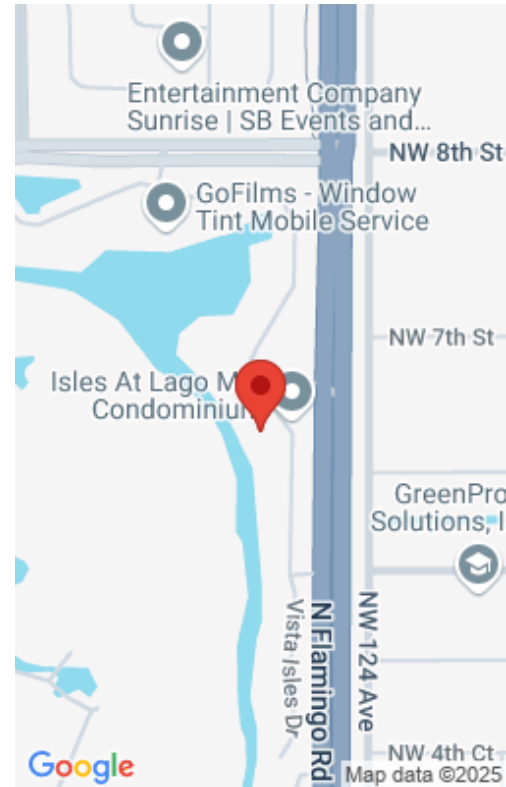 Entertainment Company
Sunrise | SB Events and...
NW 8th St
GoFilms - Window
Tint Mobile Service
NW 7th St
Isles At Lago
Condominium
GreenPro
Solutions, I
N Flamingo Rd
NW 124 Ave
Vista Isles Dr
NW 4th Ct
Google
Map data ©2025